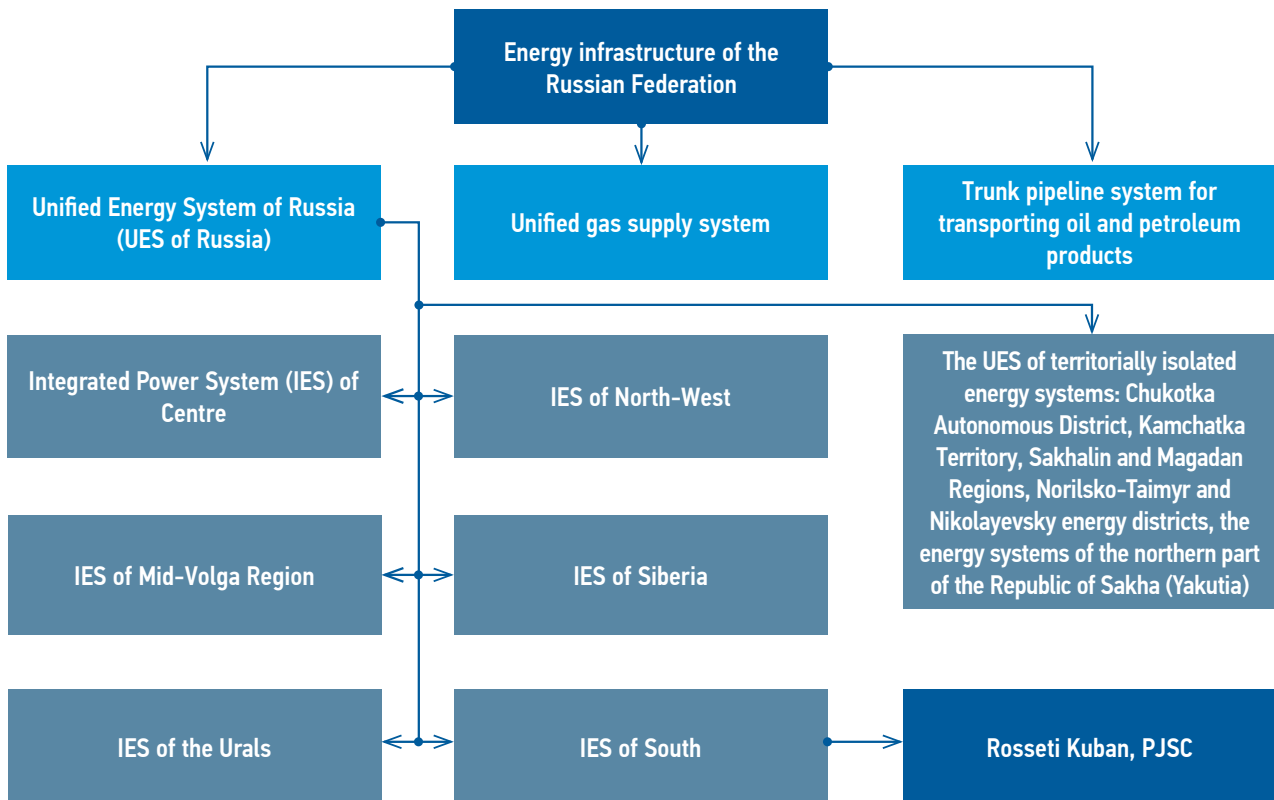 Energy infrastructure of the
Russian Federation
Unified Energy System of Russia
(UES of Russia)
Unified gas supply system
Trunk pipeline system for
transporting oil and petroleum
products
Integrated Power System (IES) of
Centre
IES of North-West
The UES of territorially isolated
energy systems: Chukotka
Autonomous District, Kamchatka
Territory, Sakhalin and Magadan
Regions, Norilsko-Taimyr and
Nikolayevsky energy districts, the
energy systems of the northern part
of the Republic of Sakha (Yakutia)
IES of Mid-Volga Region
IES of Siberia
IES of the Urals
IES of South
Rosseti Kuban, PJSC